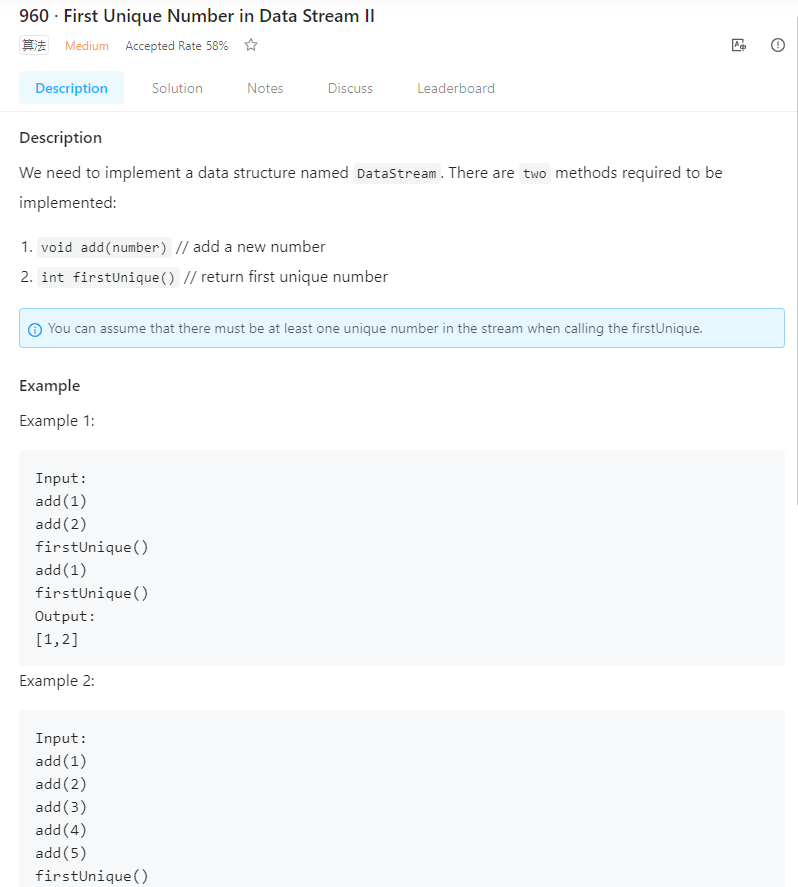 960 · First Unique Number in Data Stream II
算法 Medium Accepted Rate 58%
Description Solution Notes Discuss Leaderboard
Description
We need to implement a data structure named DataStream. There are two methods required to be
implemented:
1. void add(number) // add a new number
2. int firstUnique() // return first unique number
You can assume that there must be at least one unique number in the stream when calling the firstUnique.
Example
Example 1:
Input:
add(1)
add(2)
firstUnique()
add(1)
firstUnique()
Output:
[1,2]
Example 2:
Input:
add(1)
add(2)
add(3)
add(4)
add(5)
firstUnique()